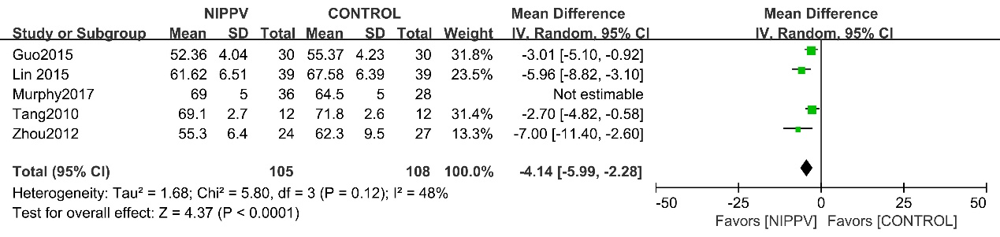 NIPPV CONTROL Mean Difference Mean Difference
Study or Subgroup Mean SD Total Mean SD Total Weight IV, Random, 95% CI IV, Random, 95% CI
Guo2015 52.36 4.04 30 55.37 4.23 30 31.8% -3.01 [-5.10, -0.92]
Lin 2015 61.62 6.51 39 67.58 6.39 39 23.5% -5.96 [-8.82, -3.10]
Murphy2017 69 5 36 64.5 5 28 Not estimable
Tang2010 69.1 2.7 12 71.8 2.6 12 31.4% -2.70 [-4.82, -0.58]
Zhou2012 55.3 6.4 24 62.3 9.5 27 13.3% -7.00 [-11.40, -2.60]
Total (95% CI) 105 108 100.0% -4.14 [-5.99, -2.28]
Heterogeneity: Tau² = 1.68; Chi² = 5.80, df = 3 (P = 0.12); I² = 48%
Test for overall effect: Z = 4.37 (P < 0.0001)
-50 -25 0 25 50
Favors [NIPPV] Favors [CONTROL]